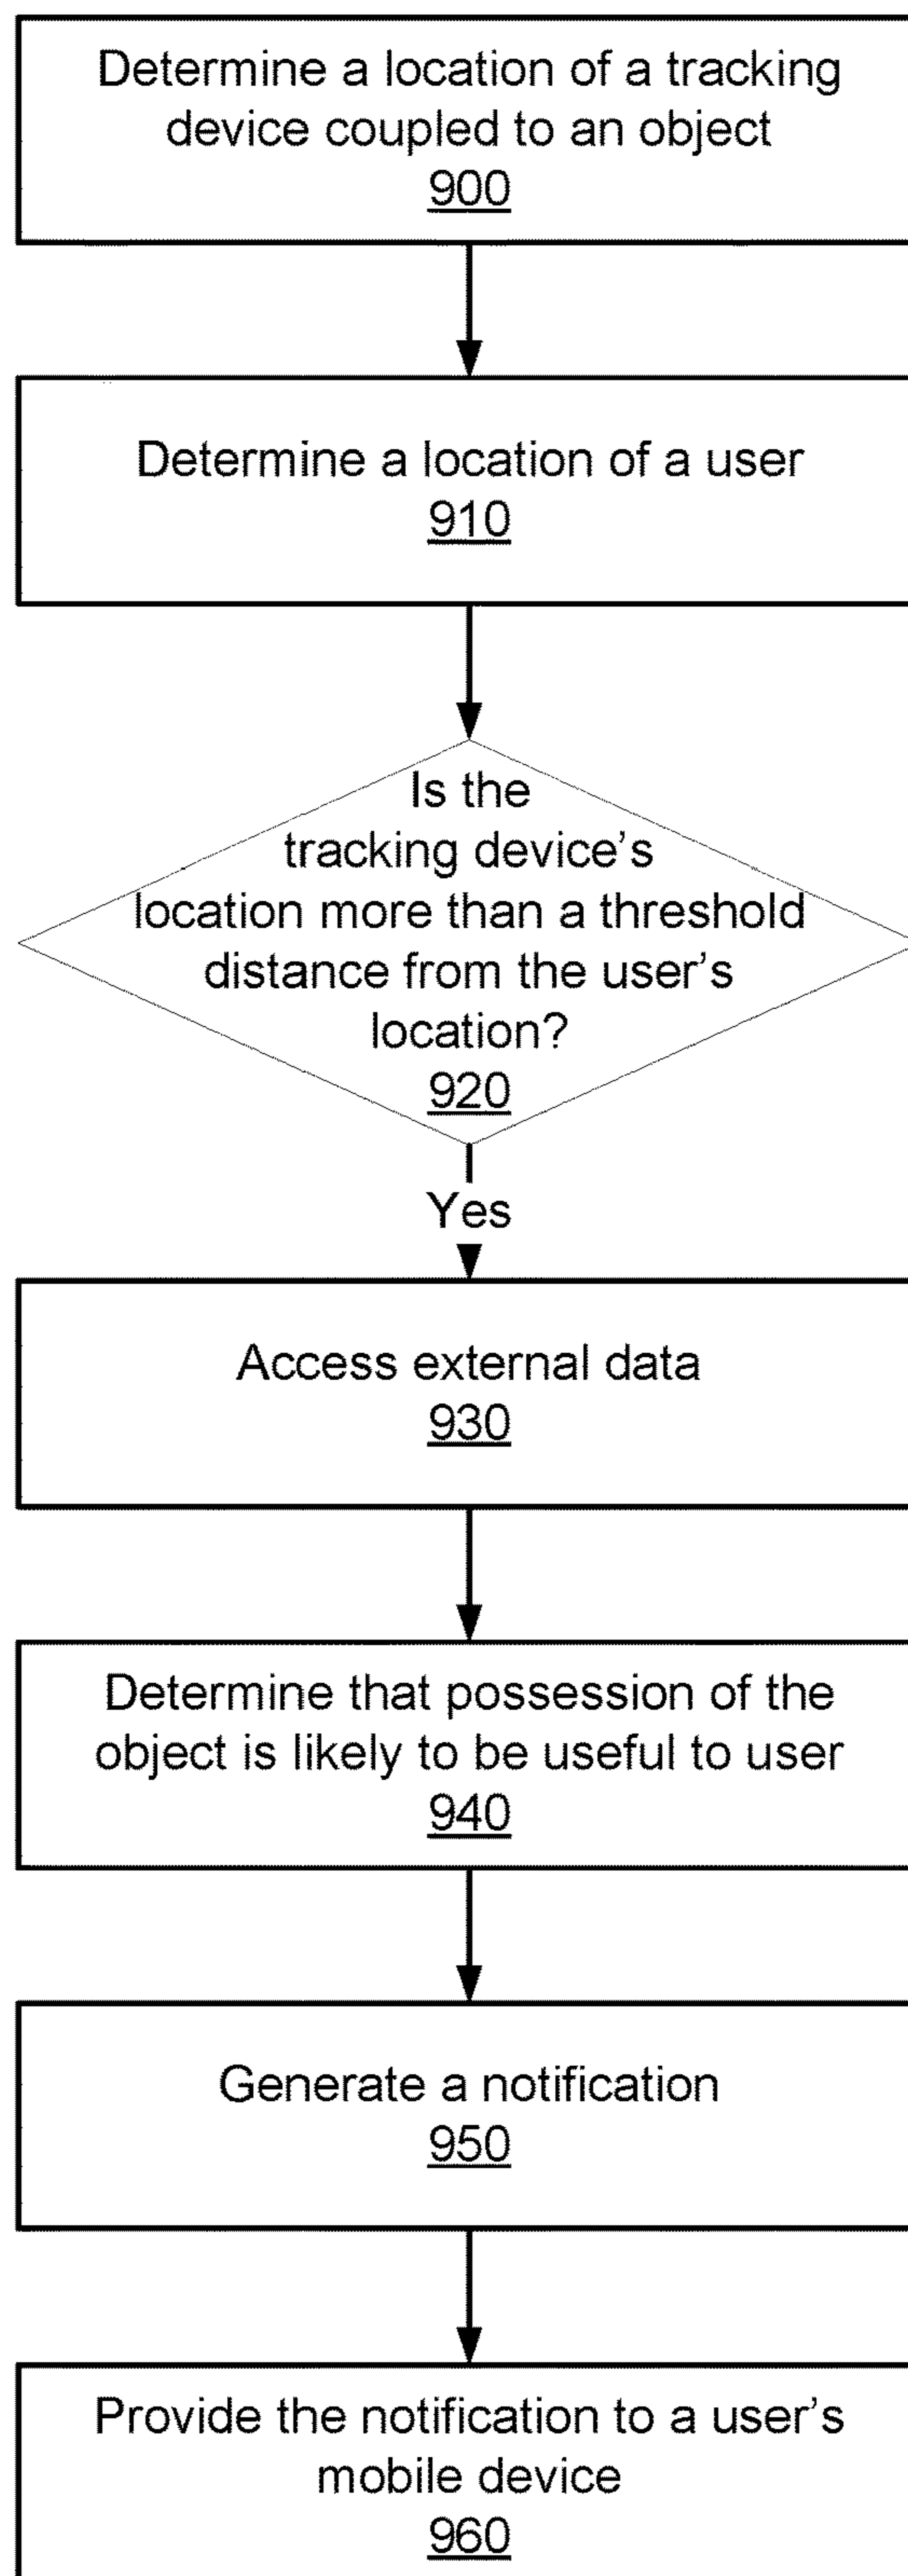 Determine a location of a tracking
device coupled to an object
900
Determine a location of a user
910
Is the
tracking device's
location more than a threshold
distance from the user's
location?
920
Yes
Access external data
930
Determine that possession of the
object is likely to be useful to user
940
Generate a notification
950
Provide the notification to a user's
mobile device
960